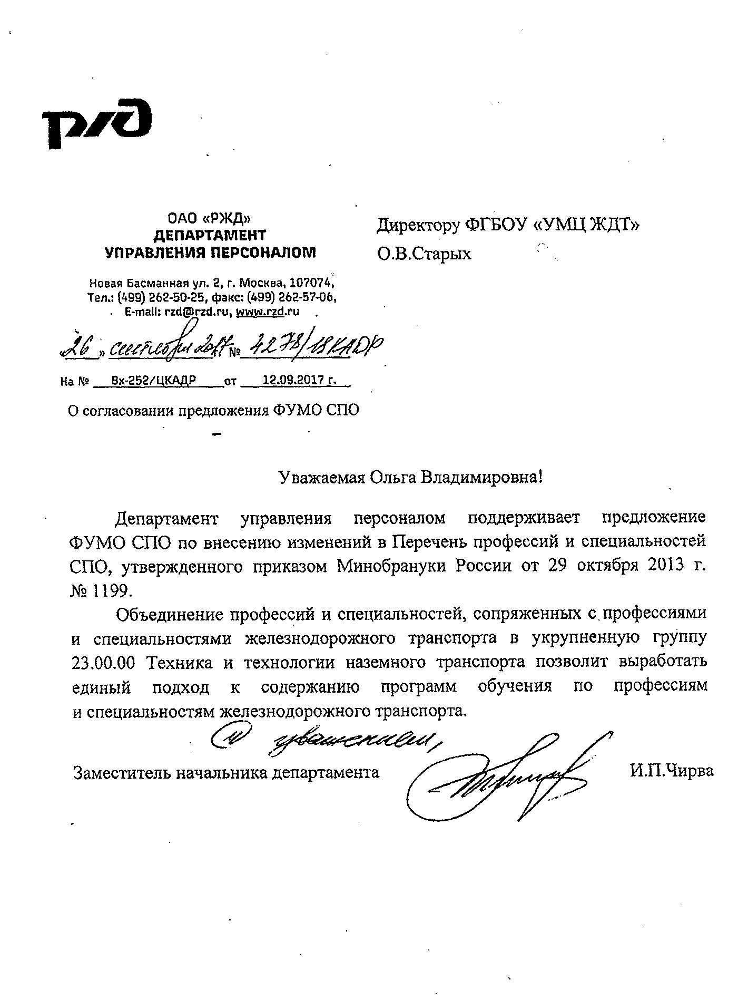 ржд
ОАО «РЖД»
ДЕПАРТАМЕНТ
УПРАВЛЕНИЯ ПЕРСОНАЛОМ
Новая Басманная ул. 2, г. Москва, 107074,
Тел.: (499) 262-50-25, факс: (499) 262-57-06,
E-mail: rzd@rzd.ru, www.rzd.ru
«26» сентября 2017 № 4278/
На № Вх-252/ЦКАДР от 12.09.2017 г.
О согласовании предложения ФУМО СПО
Директору ФГБОУ «УМЦ ЖДТ»
О.В.Старых
Уважаемая Ольга Владимировна!
Департамент управления персоналом поддерживает предложение
ФУМО СПО по внесению изменений в Перечень профессий и специальностей
СПО, утвержденного приказом Минобрануки России от 29 октября 2013 г.
№ 1199.
Объединение профессий и специальностей, сопряженных с профессиями
и специальностями железнодорожного транспорта в укрупненную группу
23.00.00 Техника и технологии наземного транспорта позволит выработать
единый подход к содержанию программ обучения по профессиям
и специальностям железнодорожного транспорта.
С уважением,
Заместитель начальника департамента И.П.Чирва